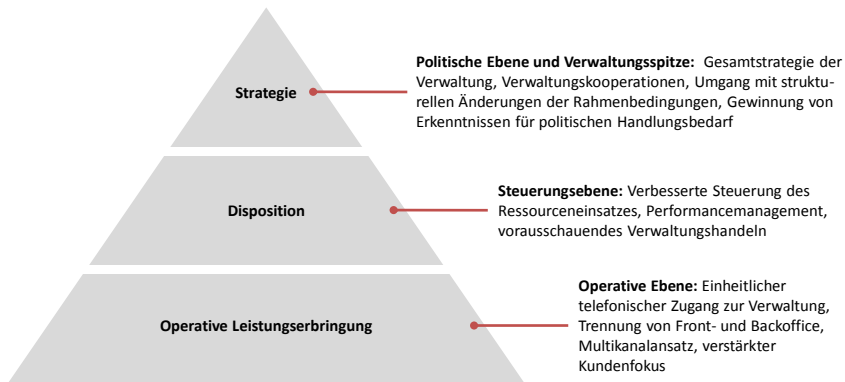 Strategie
Politische Ebene und Verwaltungsspitze: Gesamtstrategie der
Verwaltung, Verwaltungskooperationen, Umgang mit struktu-
rellen Änderungen der Rahmenbedingungen, Gewinnung von
Erkenntnissen für politischen Handlungsbedarf
Disposition
Steuerungsebene: Verbesserte Steuerung des
Ressourceneinsatzes, Performancemanagement,
vorausschauendes Verwaltungshandeln
Operative Leistungserbringung
Operative Ebene: Einheitlicher
telefonischer Zugang zur Verwaltung,
Trennung von Front- und Backoffice,
Multikanalansatz, verstärkter
Kundenfokus